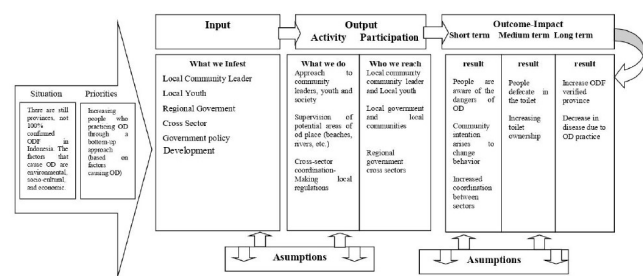 Input
Output
Activity Participation
Outcome-Impact
Short term Medium term Long term
Situation
There are still
provinces, not
100%
confirmed
ODF in
Indonesia. The
factors that
cause OD are
environmental,
socio-cultural,
and economic.
Priorities
Increasing
people who
practicing OD
through a
bottom-up
approach
(based on
factors
causing OD)
What we Infest
Local Community Leader
Local Youth
Regional Goverment
Cross Sector
Government policy
Development
What we do
Approach to
community
leaders, youth and
society
Supervision of
potential areas of
od place (beaches,
rivers, etc.)
Cross-sector
coordination-
Making local
regulations
Who we reach
Local community
community leader
and Local youth
Local government
and local
communities
Regional
government
cross sectors
result
People are
aware of the
dangers of
OD
Community
intention
arises to
change
behavior
Increased
coordination
between
sectors
result
People
defecate in
the toilet
Increasing
toilet
ownership
result
Increase ODF
verified
province
Decrease in
disease due to
OD practice
Asumptions
Asumptions